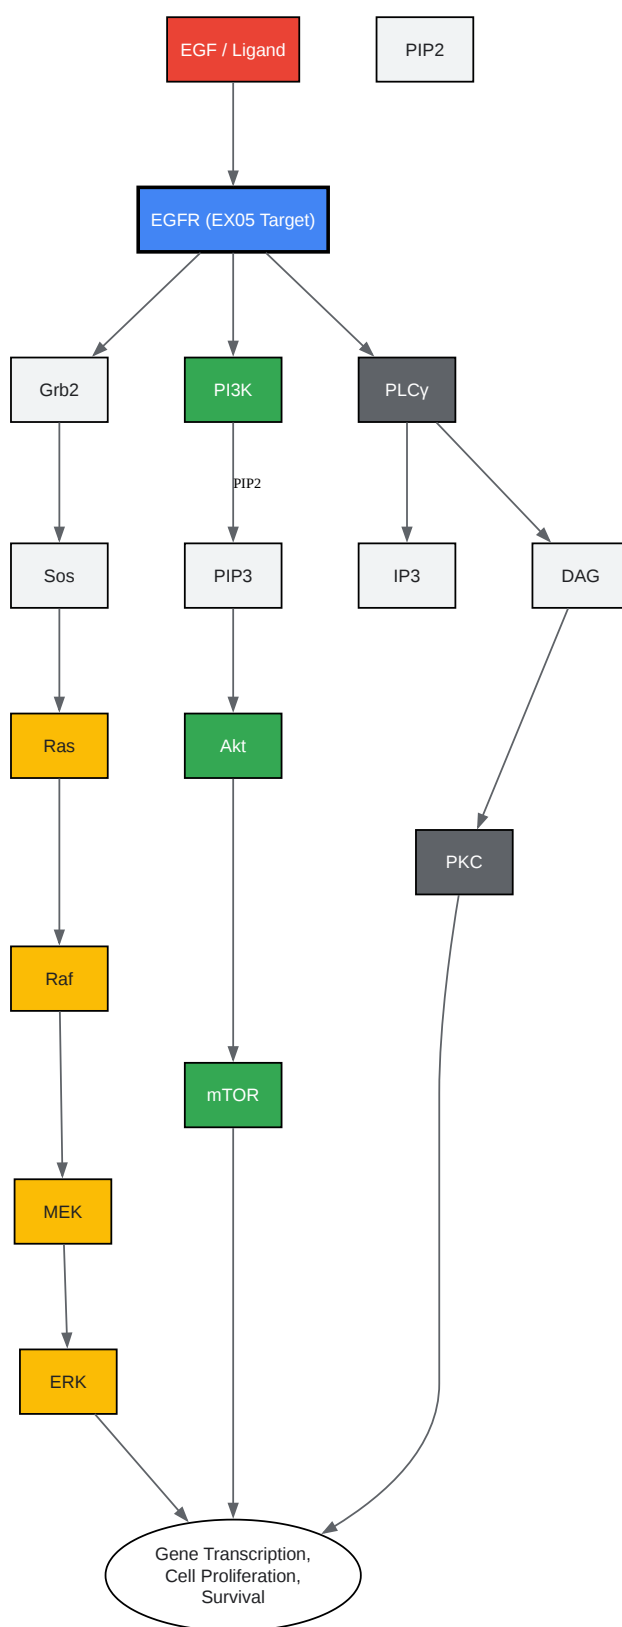 EGF / Ligand
PIP2
EGFR (EX05 Target)
Grb2
PI3K
PLCγ
PIP2
Sos
PIP3
IP3
DAG
Ras
Akt
PKC
Raf
mTOR
MEK
ERK
Gene Transcription,
Cell Proliferation,
Survival